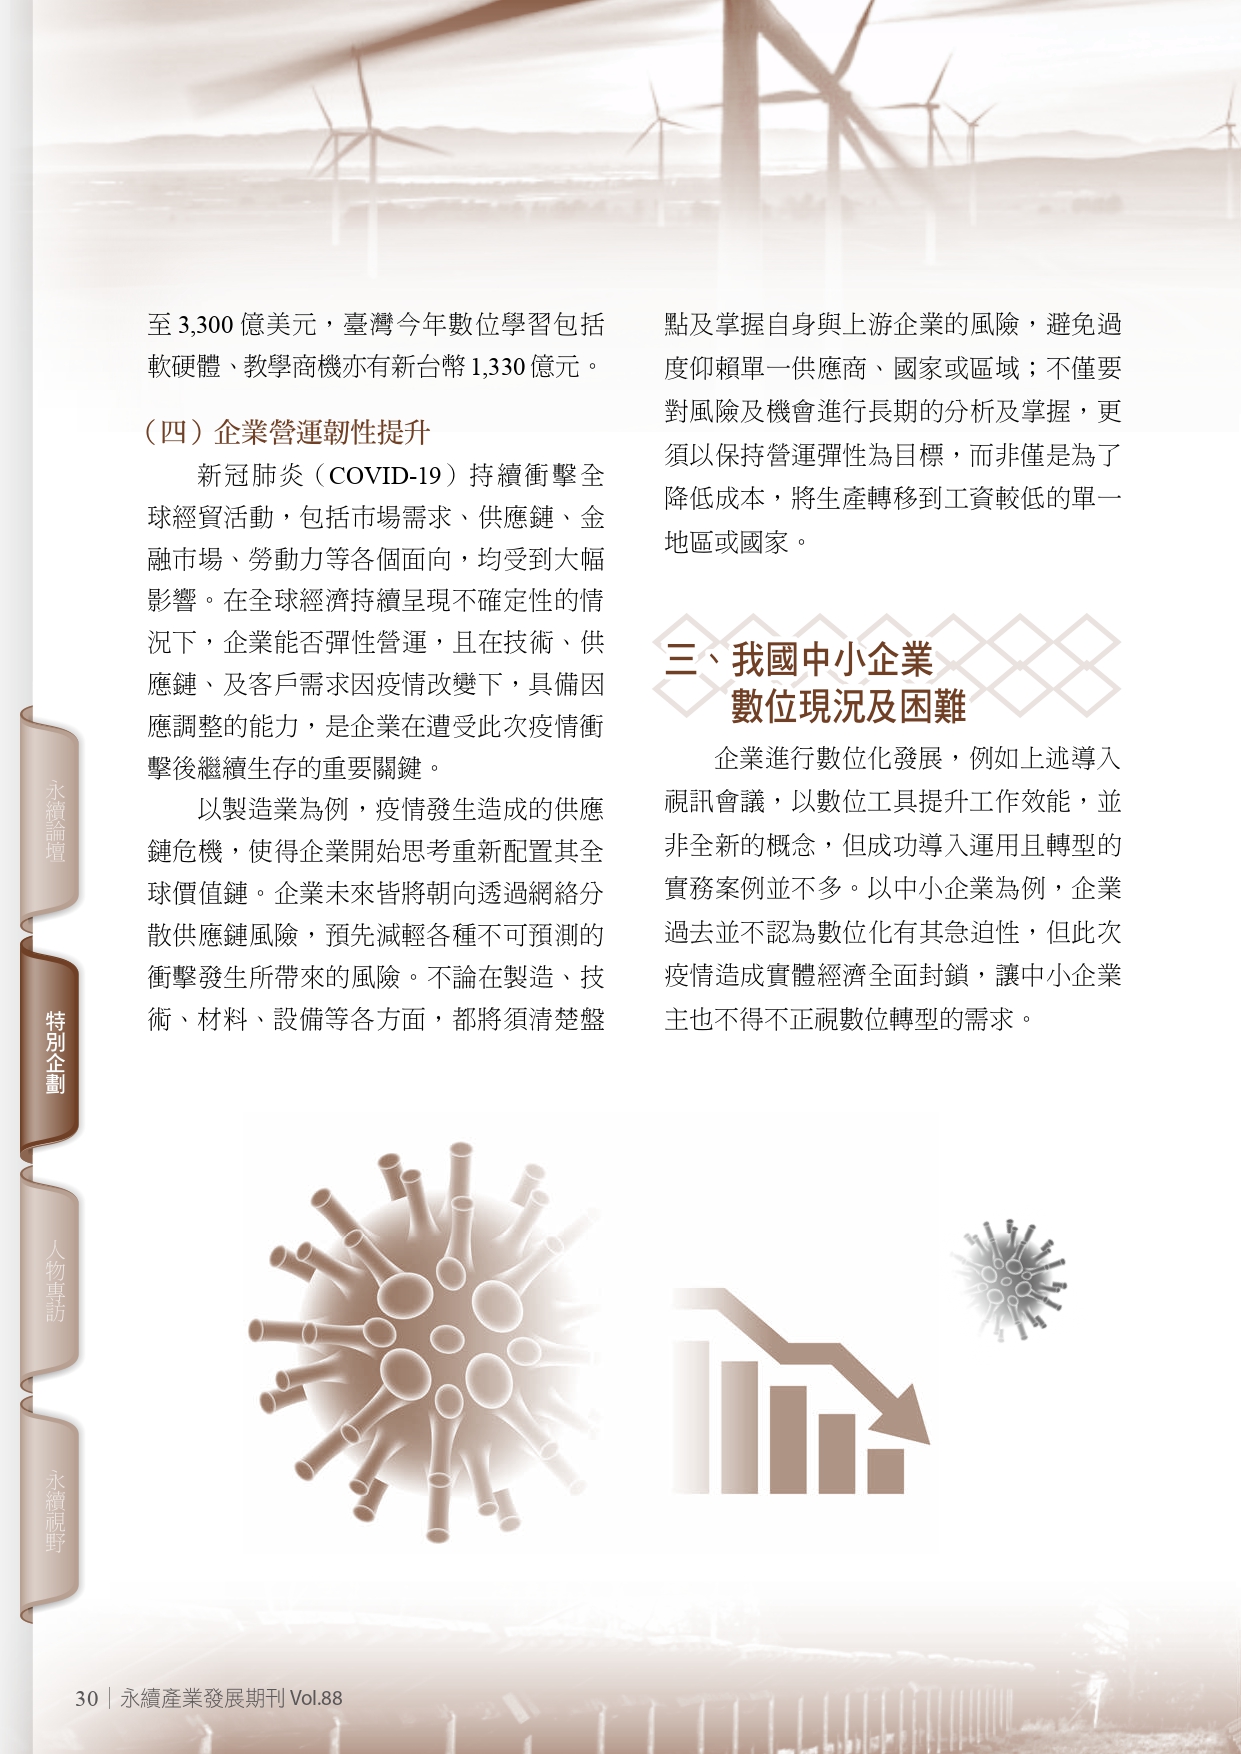 至 3,300 億美元，臺灣今年數位學習包括
軟硬體、教學商機亦有新台幣 1,330 億元。
（四）企業營運韌性提升
新冠肺炎（COVID-19）持續衝擊全
球經貿活動，包括市場需求、供應鏈、金
融市場、勞動力等各個面向，均受到大幅
影響。在全球經濟持續呈現不確定性的情
況下，企業能否彈性營運，且在技術、供
應鏈、及客戶需求因疫情改變下，具備因
應調整的能力，是企業在遭受此次疫情衝
擊後繼續生存的重要關鍵。
以製造業為例，疫情發生造成的供應
鏈危機，使得企業開始思考重新配置其全
球價值鏈。企業未來皆將朝向透過網絡分
散供應鏈風險，預先減輕各種不可預測的
衝擊發生所帶來的風險。不論在製造、技
術、材料、設備等各方面，都將須清楚盤
點及掌握自身與上游企業的風險，避免過
度仰賴單一供應商、國家或區域；不僅要
對風險及機會進行長期的分析及掌握，更
須以保持營運彈性為目標，而非僅是為了
降低成本，將生產轉移到工資較低的單一
地區或國家。
三、我國中小企業
數位現況及困難
企業進行數位化發展，例如上述導入
視訊會議，以數位工具提升工作效能，並
非全新的概念，但成功導入運用且轉型的
實務案例並不多。以中小企業為例，企業
過去並不認為數位化有其急迫性，但此次
疫情造成實體經濟全面封鎖，讓中小企業
主也不得不正視數位轉型的需求。
永續論壇
特別企劃
人物專訪
永續視野
30 | 永續產業發展期刊 Vol.88